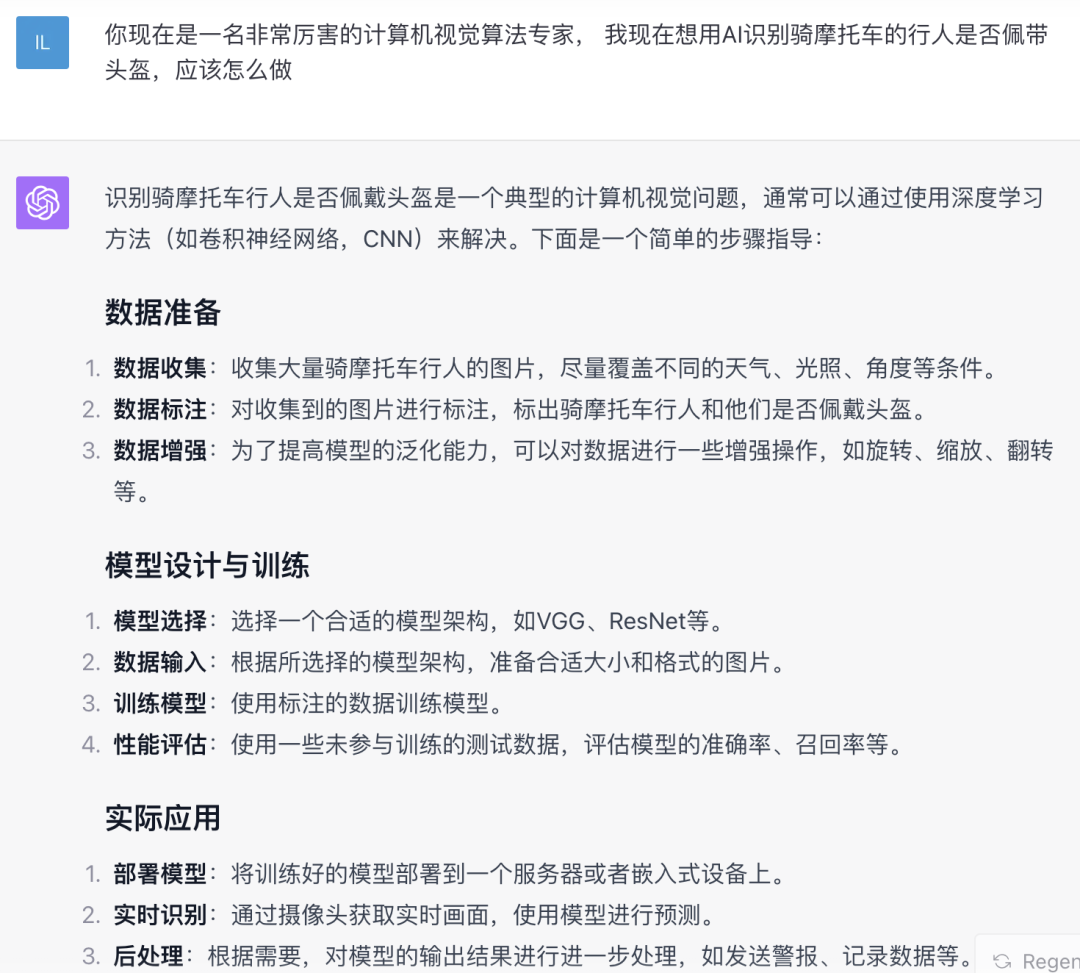 IL
你现在是一名非常厉害的计算机视觉算法专家， 我现在想用AI识别骑摩托车的行人是否佩带
头盔，应该怎么做
识别骑摩托车行人是否佩戴头盔是一个典型的计算机视觉问题，通常可以通过使用深度学习
方法（如卷积神经网络，CNN）来解决。下面是一个简单的步骤指导：
数据准备
1. 数据收集：收集大量骑摩托车行人的图片，尽量覆盖不同的天气、光照、角度等条件。
2. 数据标注：对收集到的图片进行标注，标出骑摩托车行人和他们是否佩戴头盔。
3. 数据增强：为了提高模型的泛化能力，可以对数据进行一些增强操作，如旋转、缩放、翻转
等。
模型设计与训练
1. 模型选择：选择一个合适的模型架构，如VGG、ResNet等。
2. 数据输入：根据所选择的模型架构，准备合适大小和格式的图片。
3. 训练模型：使用标注的数据训练模型。
4. 性能评估：使用一些未参与训练的测试数据，评估模型的准确率、召回率等。
实际应用
1. 部署模型：将训练好的模型部署到一个服务器或者嵌入式设备上。
2. 实时识别：通过摄像头获取实时画面，使用模型进行预测。
3. 后处理：根据需要，对模型的输出结果进行进一步处理，如发送警报、记录数据等。
Regen